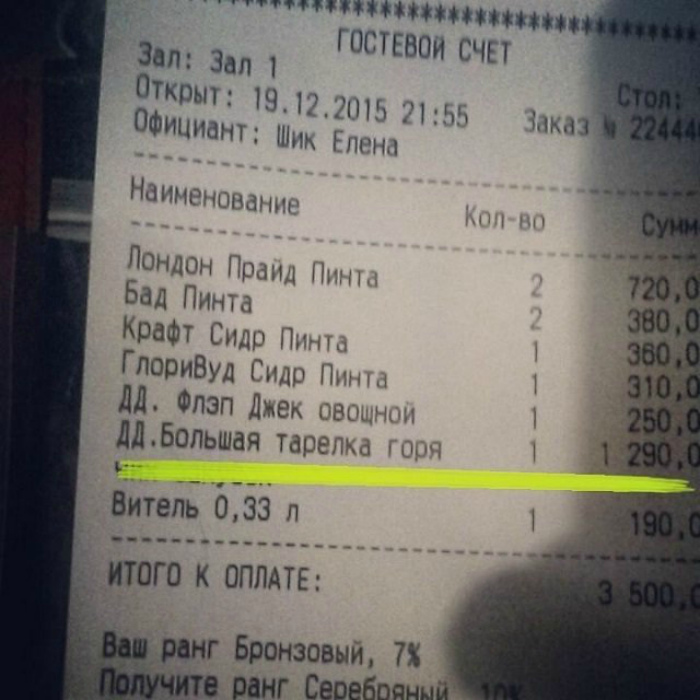 ********************************
ГОСТЕВОЙ СЧЕТ
Зал: Зал 1 Стол:
Открыт: 19.12.2015 21:55 Заказ № 22444
Официант: Шик Елена
Наименование Кол-во Сумм
Лондон Прайд Пинта 2 720,0
Бад Пинта 2 380,0
Крафт Сидр Пинта 1 360,0
ГлориВуд Сидр Пинта 1 310,0
ДД. Флэп Джек овощной 1 250,0
ДД.Большая тарелка горя 1 1 290,0
Витель 0,33 л 1 190,0
ИТОГО К ОПЛАТЕ: 3 500,0
Ваш ранг Бронзовый, 7%
Получите ранг Серебряный 10%